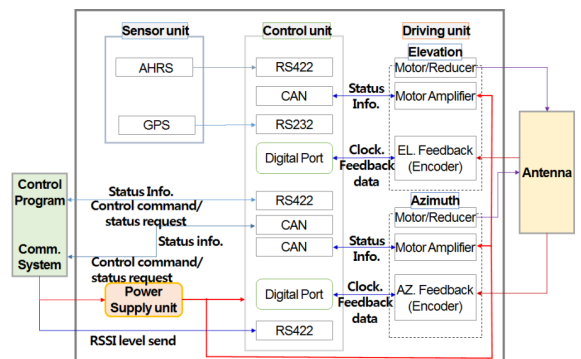 Sensor unit
Control unit
Driving unit
Elevation
AHRS
RS422
Motor/Reducer
CAN
Status
Info.
Motor Amplifier
GPS
RS232
Digital Port
Clock.
Feedback
data
EL. Feedback
(Encoder)
Antenna
Control
Program
Comm.
System
Status Info.
Control command/
status request
RS422
Azimuth
Motor/Reducer
CAN
Status info.
CAN
Status
Info.
Motor Amplifier
Control command/
status request
Power
Supply unit
Digital Port
Clock.
Feedback
data
AZ. Feedback
(Encoder)
RS422
RSSI level send